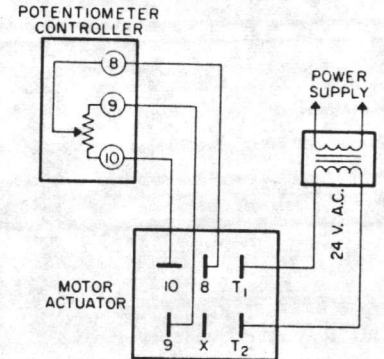 POTENTIOMETER
CONTROLLER
8
9
10
POWER
SUPPLY
24 V. A.C.
MOTOR
ACTUATOR
10 8 T1
9 X T2